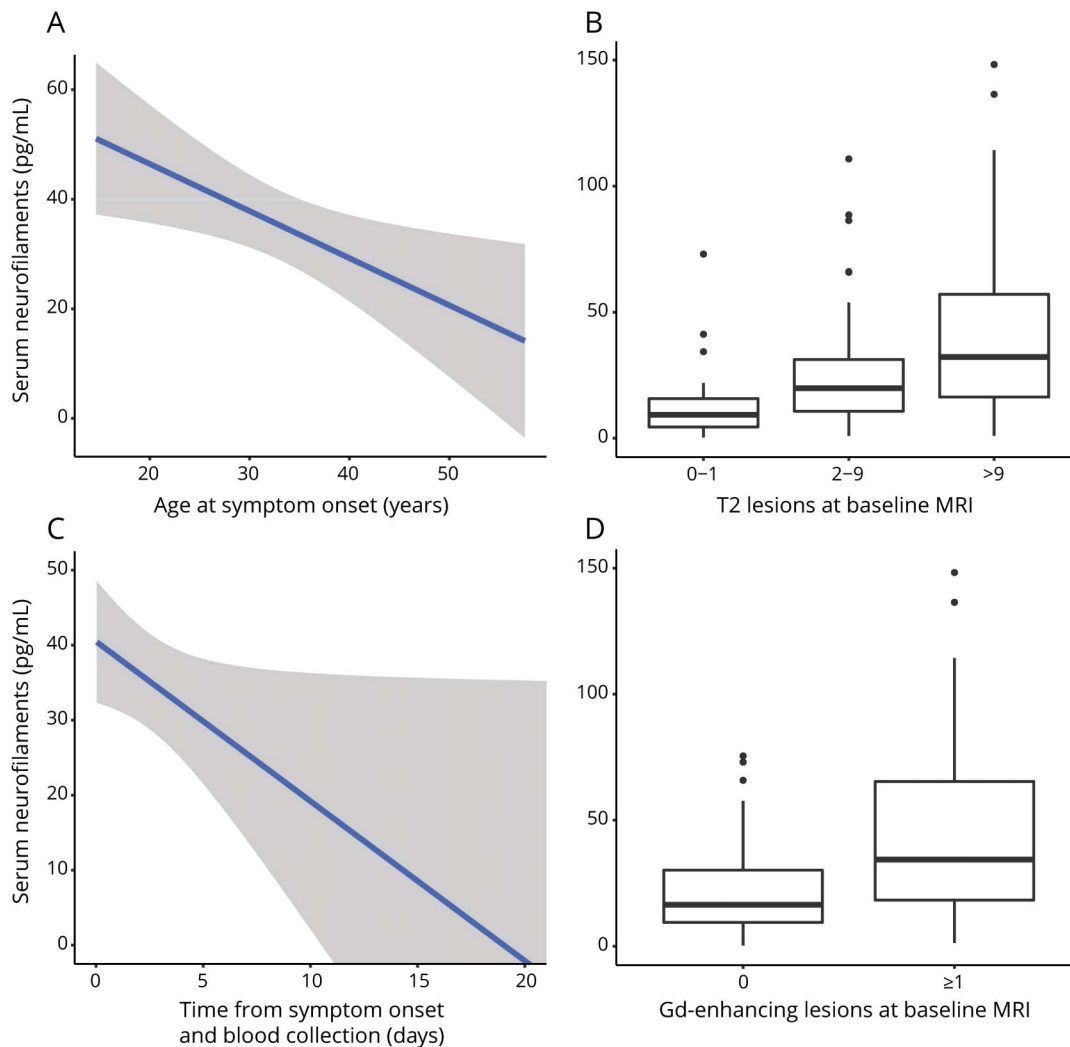 A
Serum neurofilaments (pg/mL)
60
40
20
0
20 30 40 50
Age at symptom onset (years)
B
150
100
50
0
0−1 2−9 >9
T2 lesions at baseline MRI
C
Serum neurofilaments (pg/mL)
50
40
30
20
10
0
0 5 10 15 20
Time from symptom onset
and blood collection (days)
D
150
100
50
0
0 ≥1
Gd-enhancing lesions at baseline MRI